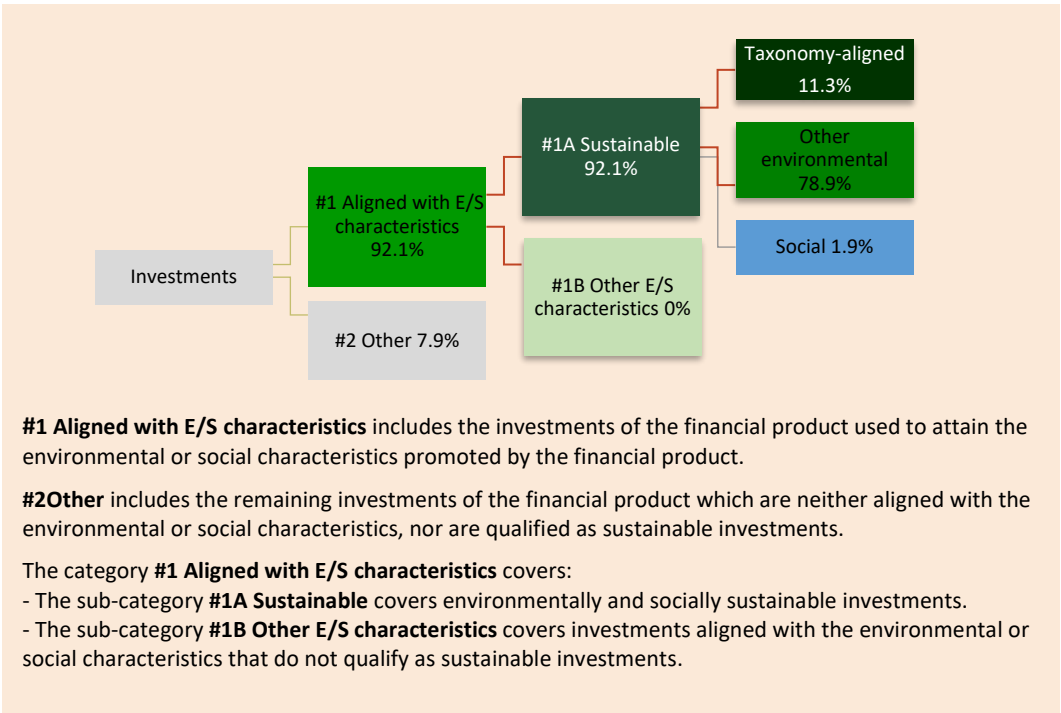 Taxonomy-aligned
11.3%
#1A Sustainable
92.1%
Other
environmental
78.9%
#1 Aligned with E/S
characteristics
92.1%
Social 1.9%
Investments
#1B Other E/S
characteristics 0%
#2 Other 7.9%
#1 Aligned with E/S characteristics includes the investments of the financial product used to attain the
environmental or social characteristics promoted by the financial product.
#2Other includes the remaining investments of the financial product which are neither aligned with the
environmental or social characteristics, nor are qualified as sustainable investments.
The category #1 Aligned with E/S characteristics covers:
- The sub-category #1A Sustainable covers environmentally and socially sustainable investments.
- The sub-category #1B Other E/S characteristics covers investments aligned with the environmental or
social characteristics that do not qualify as sustainable investments.